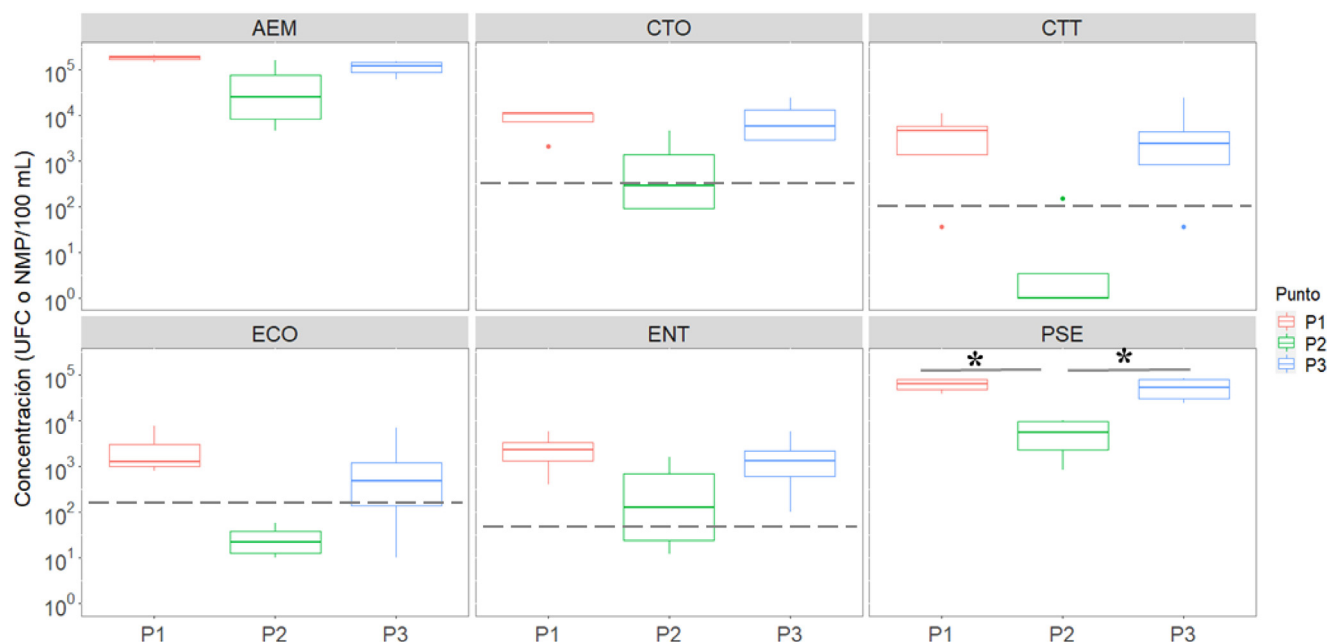 AEM CTO CTT
10⁵
10⁴
10³
10²
10¹
10⁰
ECO ENT PSE
* *
10⁵
10⁴
10³
10²
10¹
10⁰
P1 P2 P3 P1 P2 P3 P1 P2 P3
Concentración (UFC o NMP/100 mL)
Punto
P1
P2
P3